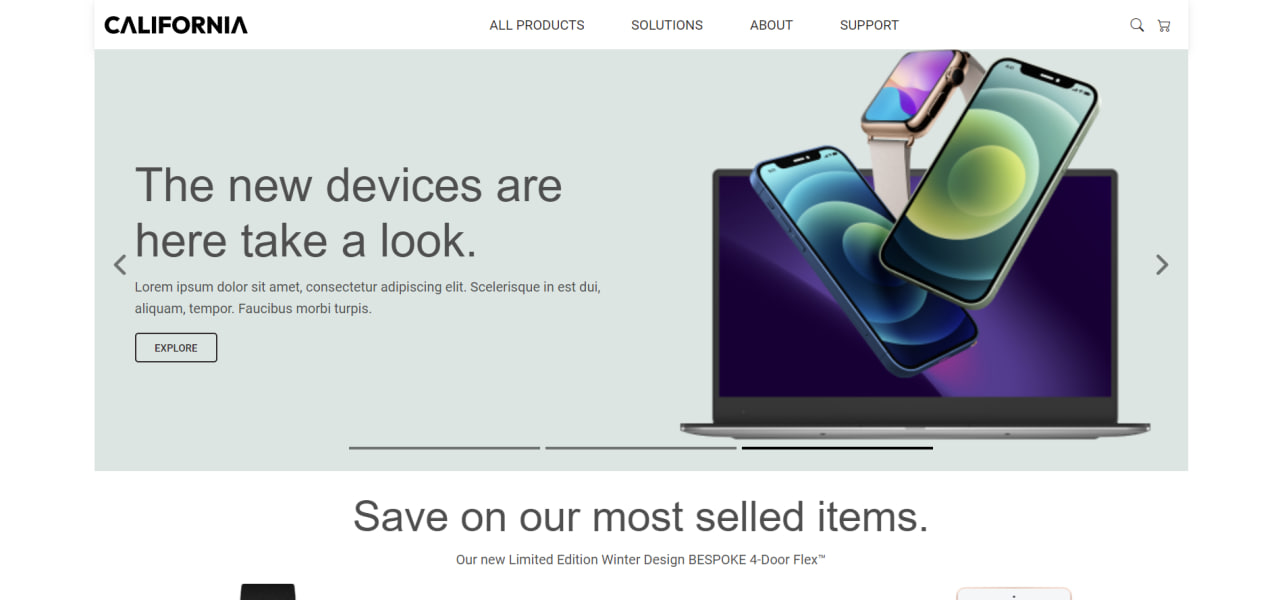 CALIFORNIA
ALL PRODUCTS SOLUTIONS ABOUT SUPPORT
The new devices are
here take a look.
Lorem ipsum dolor sit amet, consectetur adipiscing elit. Scelerisque in est dui,
aliquam, tempor. Faucibus morbi turpis.
EXPLORE
Save on our most selled items.
Our new Limited Edition Winter Design BESPOKE 4-Door Flex™